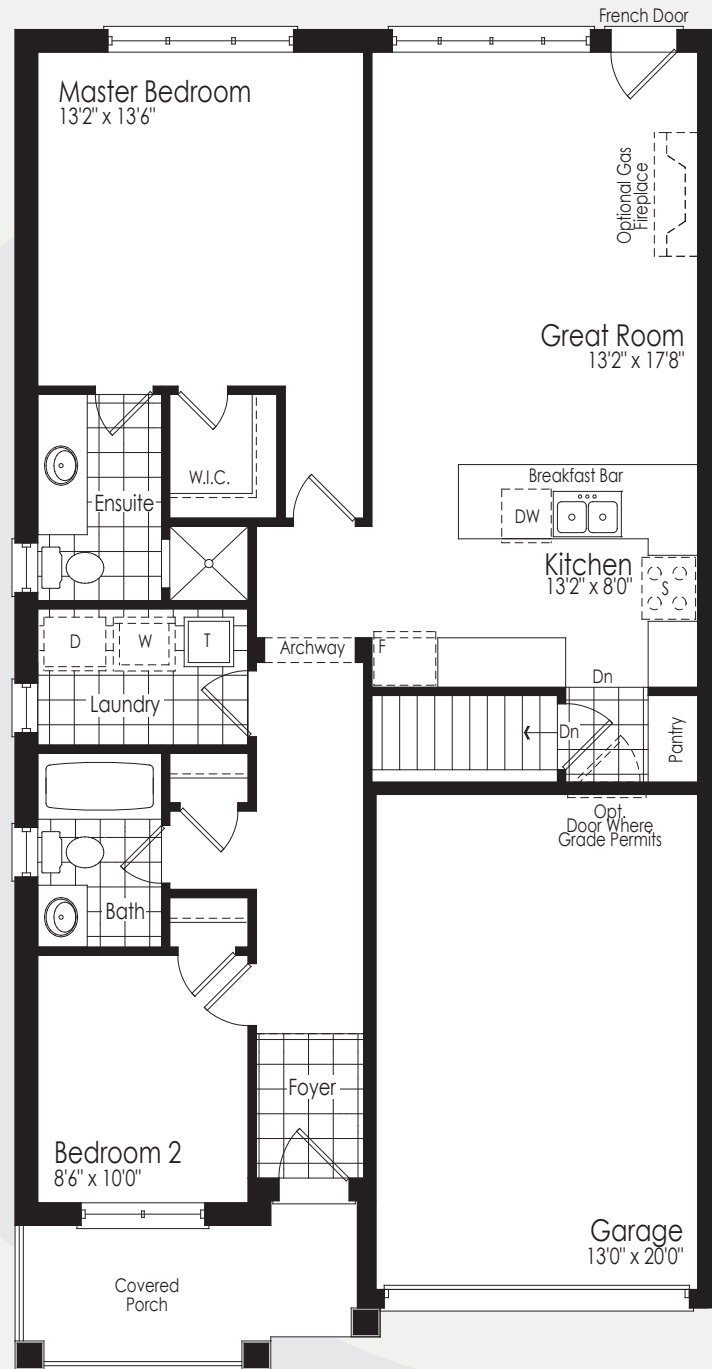 French Door
Master Bedroom
13'2" x 13'6"
Optional Gas
Fireplace
Great Room
13'2" x 17'8"
W.I.C.
Breakfast Bar
Ensuite
DW
Kitchen
13'2" x 8'0"
S
D
W
T
Archway
F
Laundry
Dn
Dn
Pantry
Opt.
Door Where
Grade Permits
Bath
Foyer
Bedroom 2
8'6" x 10'0"
Garage
13'0" x 20'0"
Covered
Porch